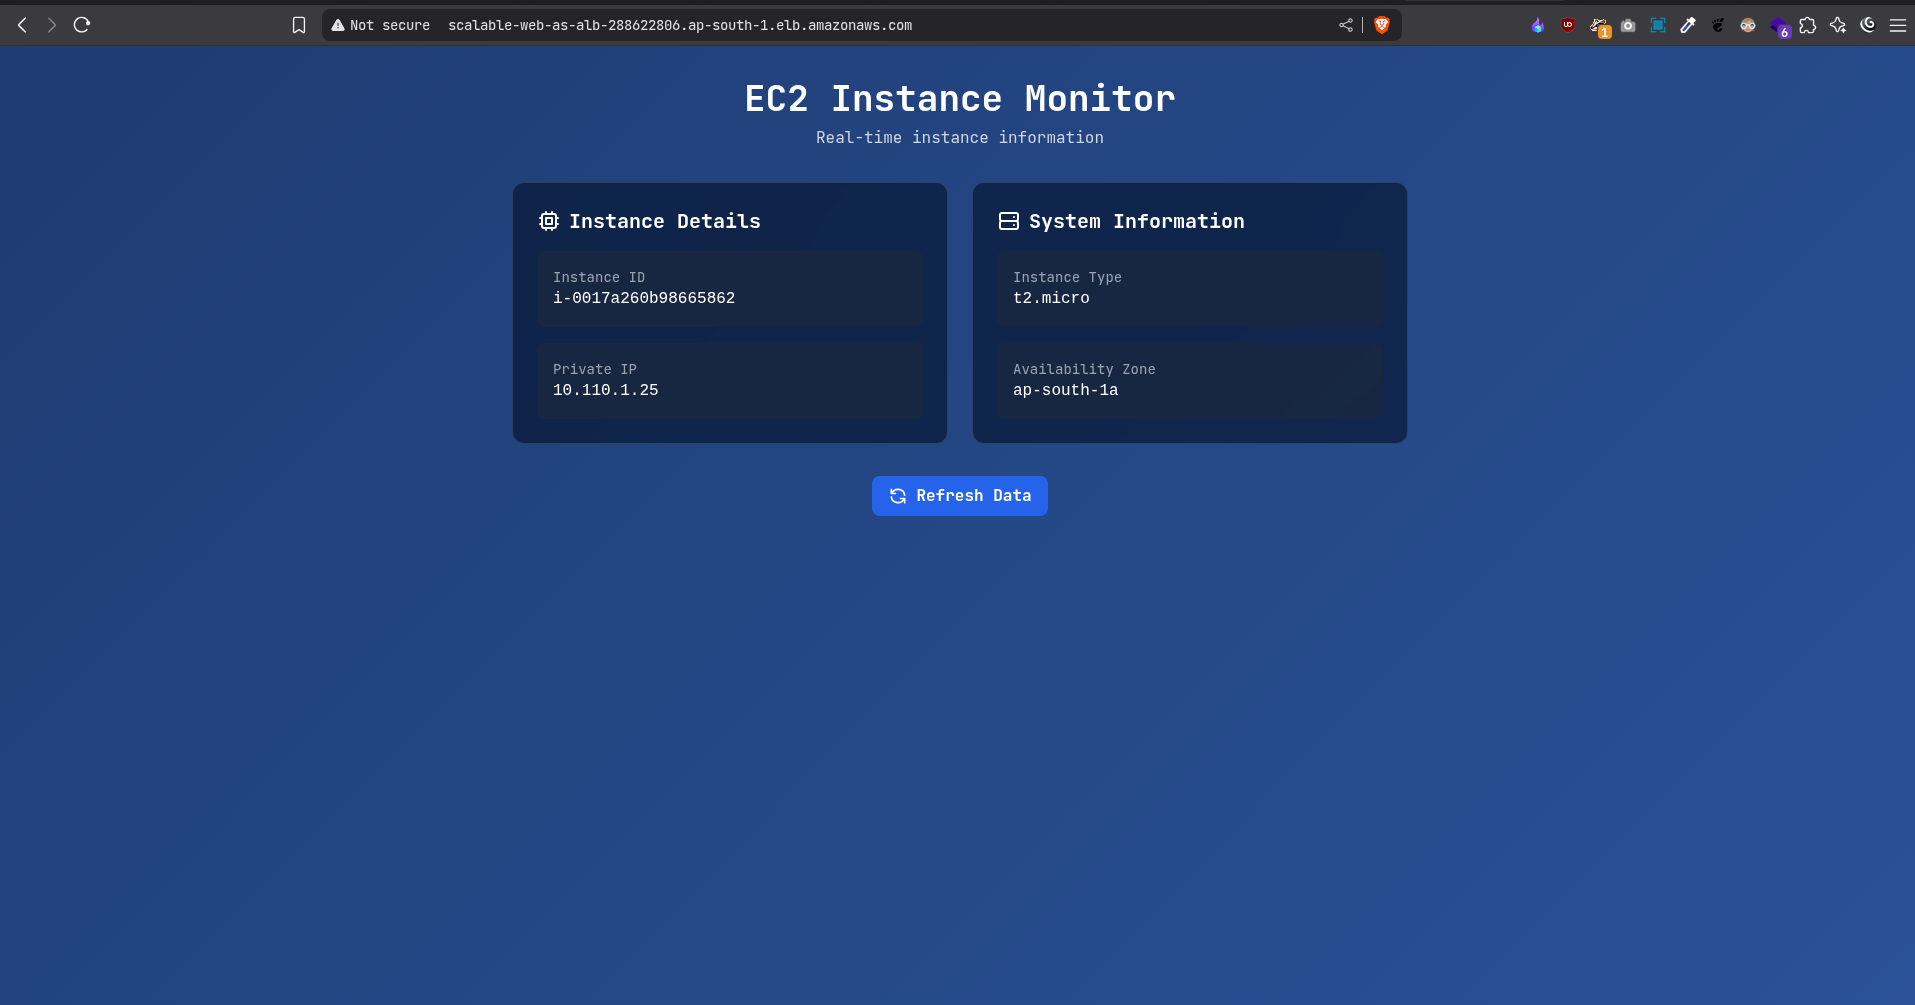 Not secure scalable-web-as-alb-288622806.ap-south-1.elb.amazonaws.com
1
6
EC2 Instance Monitor
Real-time instance information
Instance Details
Instance ID
i-0017a260b98665862
Private IP
10.110.1.25
System Information
Instance Type
t2.micro
Availability Zone
ap-south-1a
Refresh Data